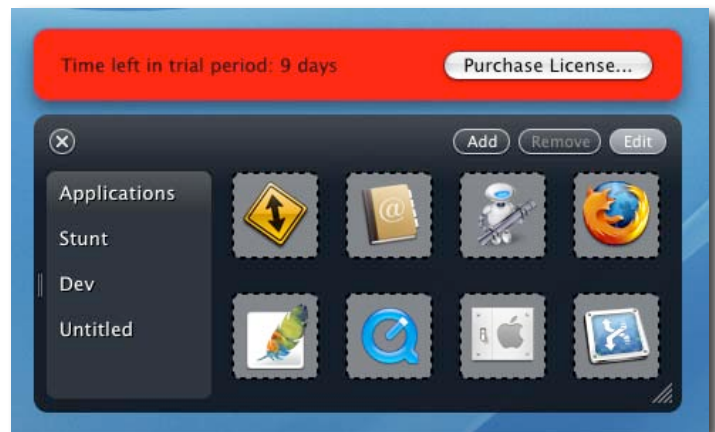 Time left in trial period: 9 days
Purchase License...
Add
Remove
Edit
Applications
Stunt
Dev
Untitled
@